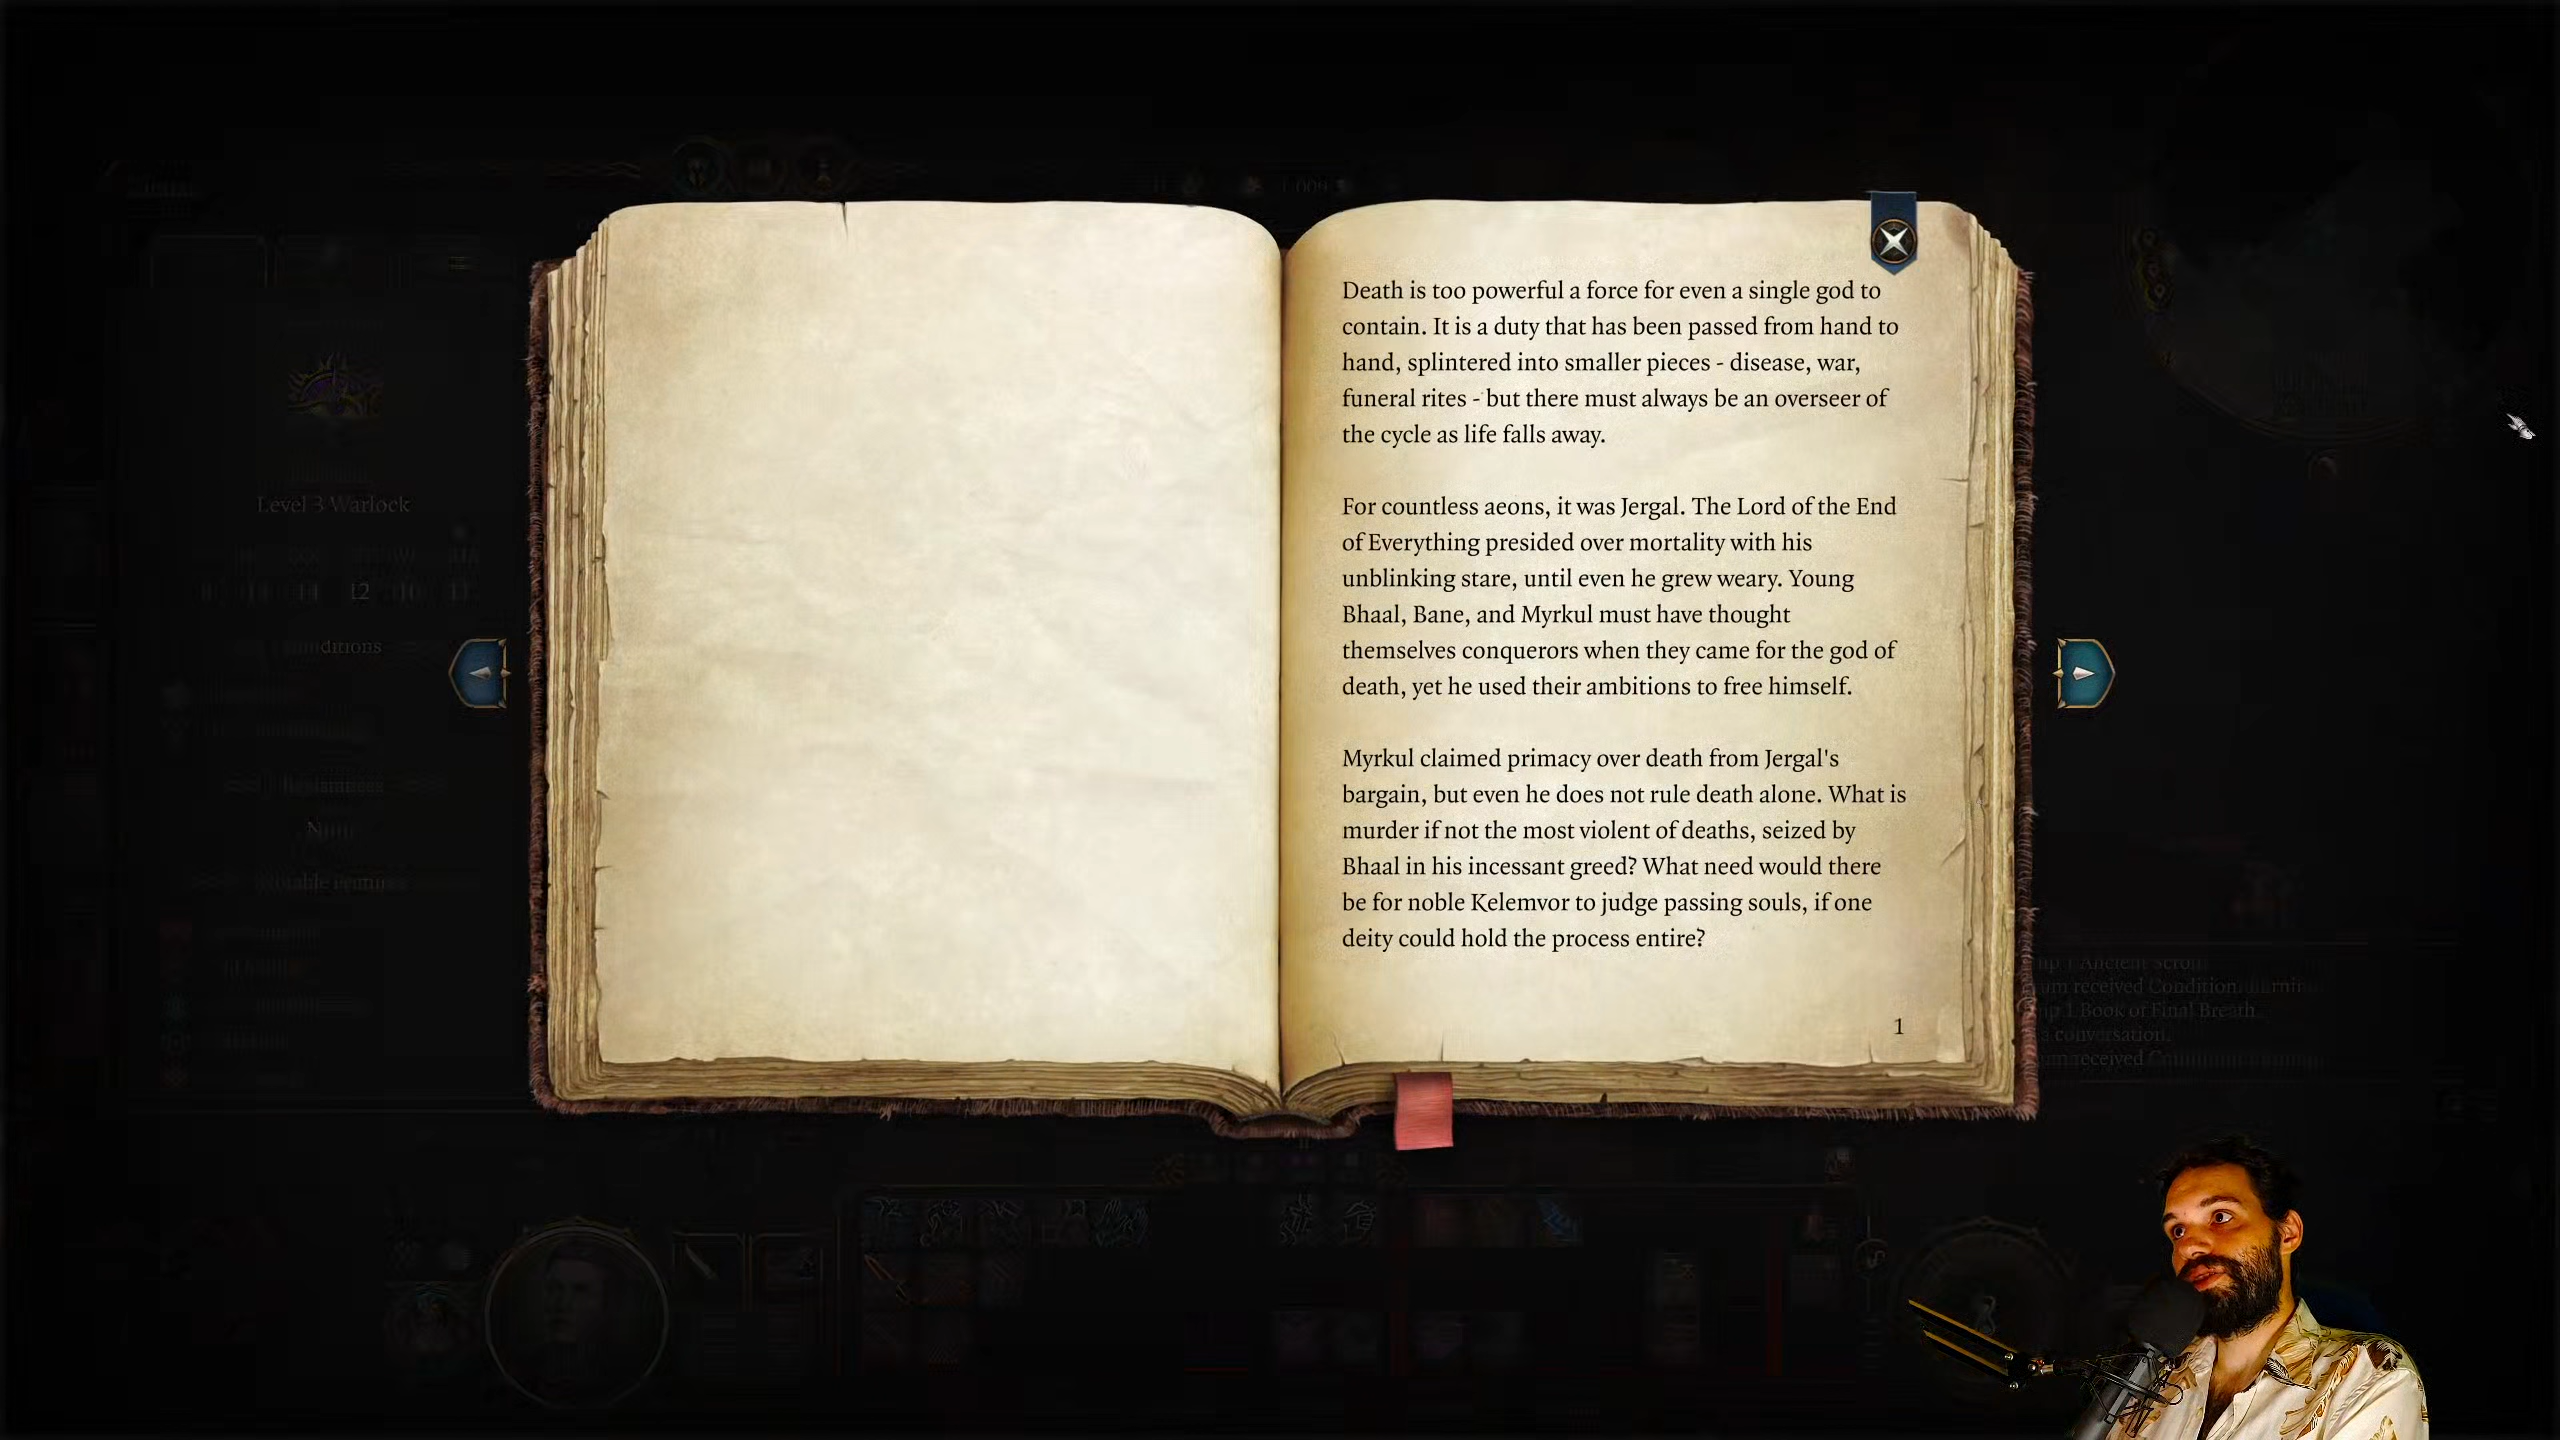 Death is too powerful a force for even a single god to
contain. It is a duty that has been passed from hand to
hand, splintered into smaller pieces - disease, war,
funeral rites - but there must always be an overseer of
the cycle as life falls away.
For countless aeons, it was Jergal. The Lord of the End
of Everything presided over mortality with his
unblinking stare, until even he grew weary. Young
Bhaal, Bane, and Myrkul must have thought
themselves conquerors when they came for the god of
death, yet he used their ambitions to free himself.
Myrkul claimed primacy over death from Jergal's
bargain, but even he does not rule death alone. What is
murder if not the most violent of deaths, seized by
Bhaal in his incessant greed? What need would there
be for noble Kelemvor to judge passing souls, if one
deity could hold the process entire?
1
Level 3 Warlock
12
1 Ancient Scroll
received Condition:
1 Book of Final Breath
a conversation.
received